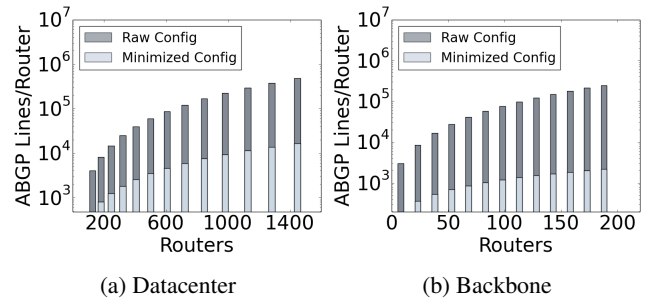 ABGP Lines/Router
10^7
10^6
10^5
10^4
10^3
Raw Config
Minimized Config
200 600 1000 1400
Routers
(a) Datacenter
ABGP Lines/Router
10^7
10^6
10^5
10^4
10^3
Raw Config
Minimized Config
0 50 100 150 200
Routers
(b) Backbone